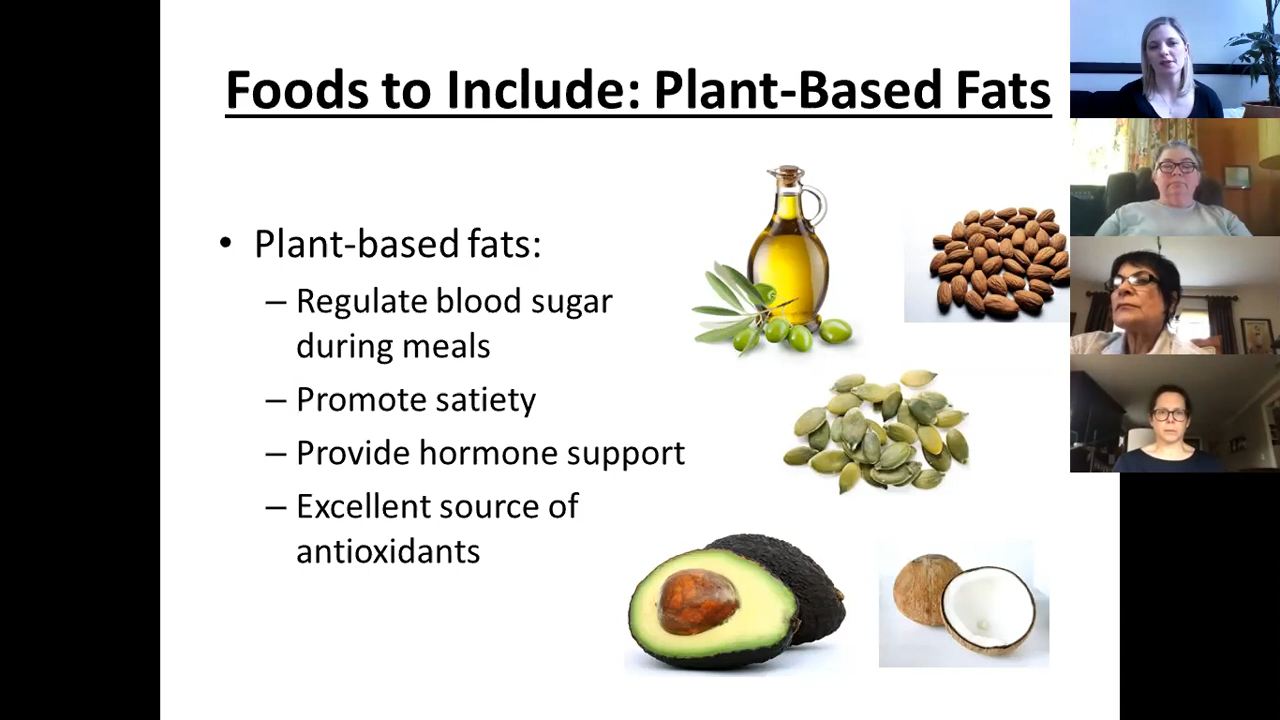 Foods to Include: Plant-Based Fats
• Plant-based fats:
– Regulate blood sugar
during meals
– Promote satiety
– Provide hormone support
– Excellent source of
antioxidants